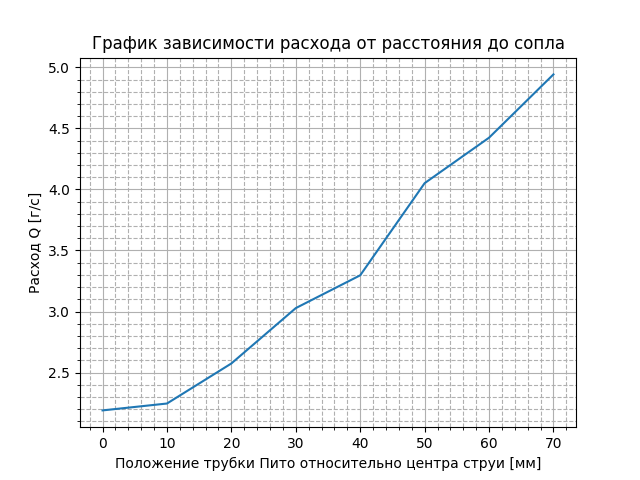 График зависимости расхода от расстояния до сопла
5.0
4.5
4.0
3.5
3.0
2.5
Расход Q [г/с]
0 10 20 30 40 50 60 70
Положение трубки Пито относительно центра струи [мм]